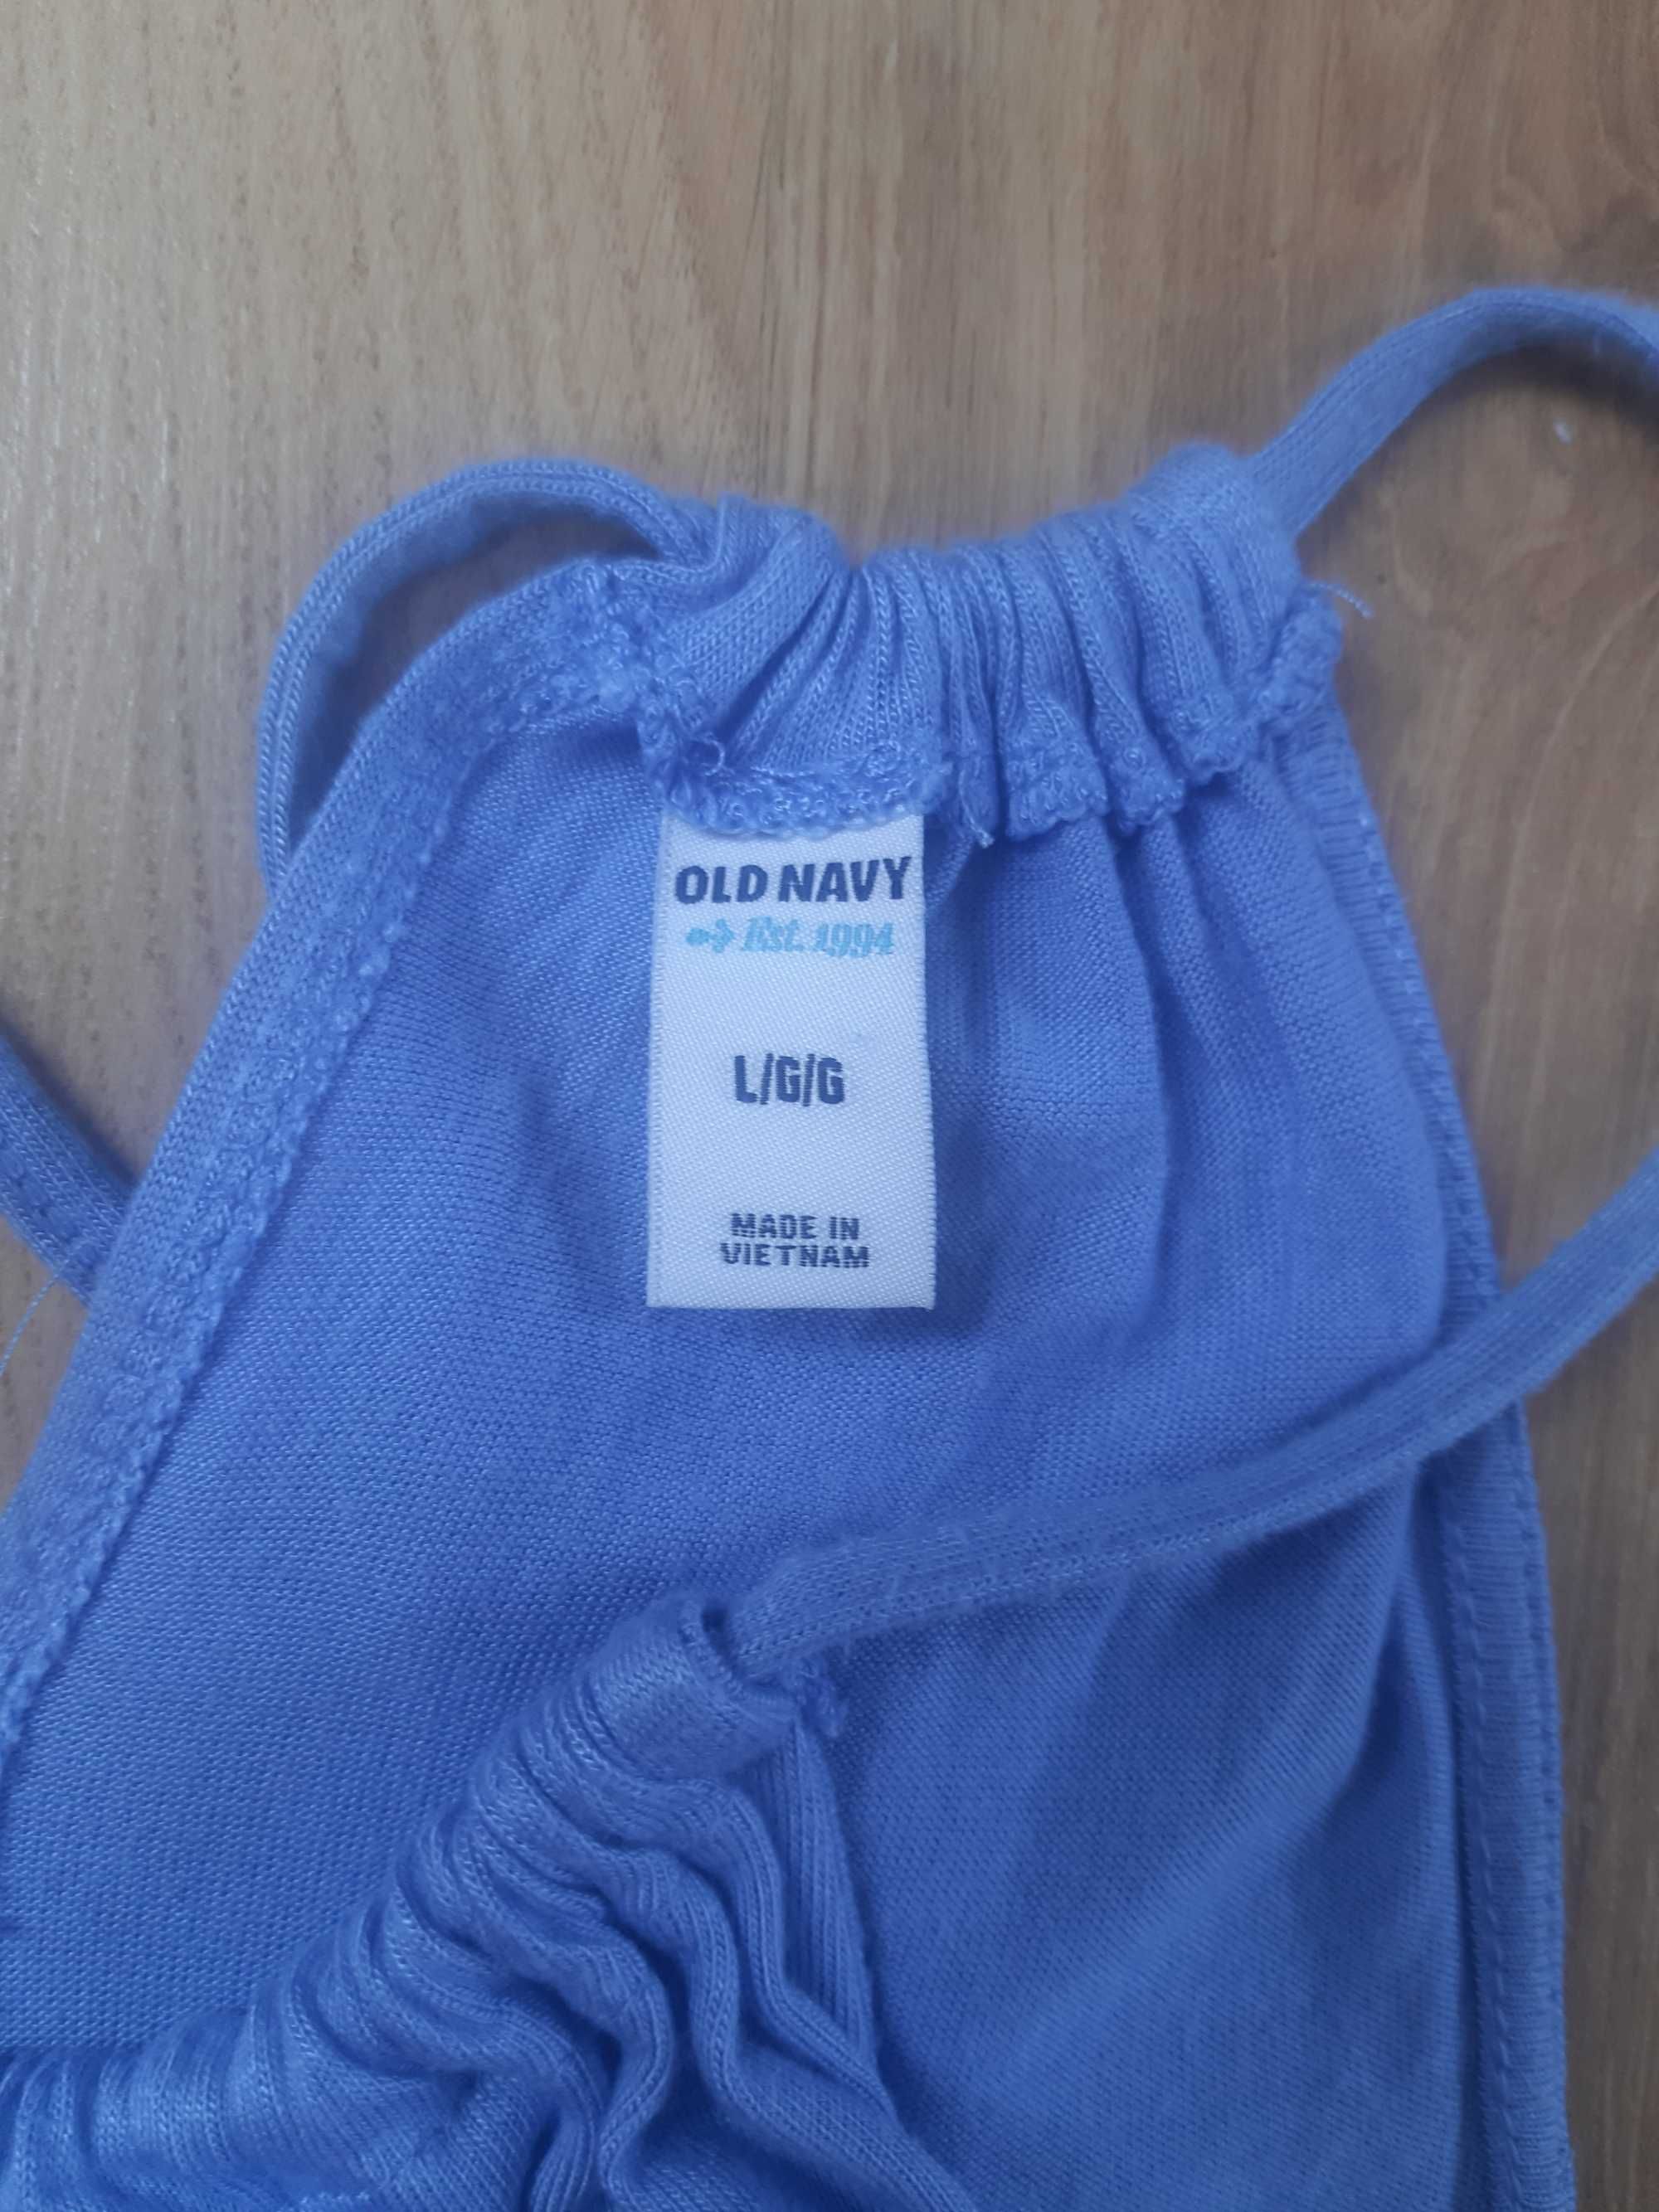 OLD NAVY
Est. 1994
L/G/G
MADE IN
VIETNAM